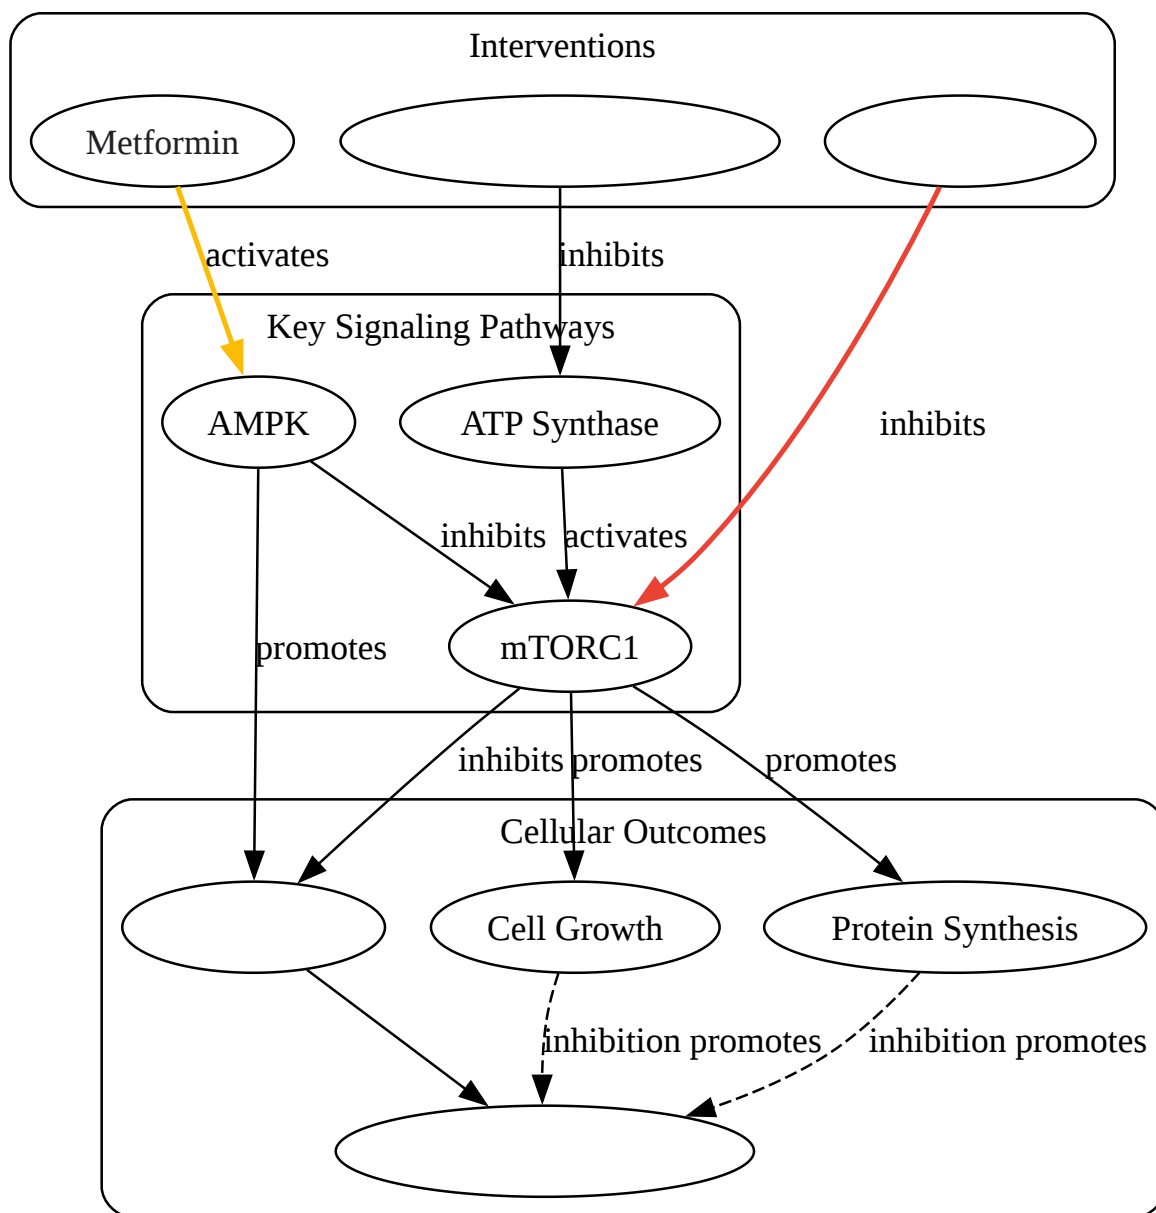 Interventions
Metformin
activates
inhibits
Key Signaling Pathways
AMPK
ATP Synthase
inhibits
inhibits
activates
promotes
mTORC1
inhibits
promotes
promotes
Cellular Outcomes
Cell Growth
Protein Synthesis
inhibition promotes
inhibition promotes